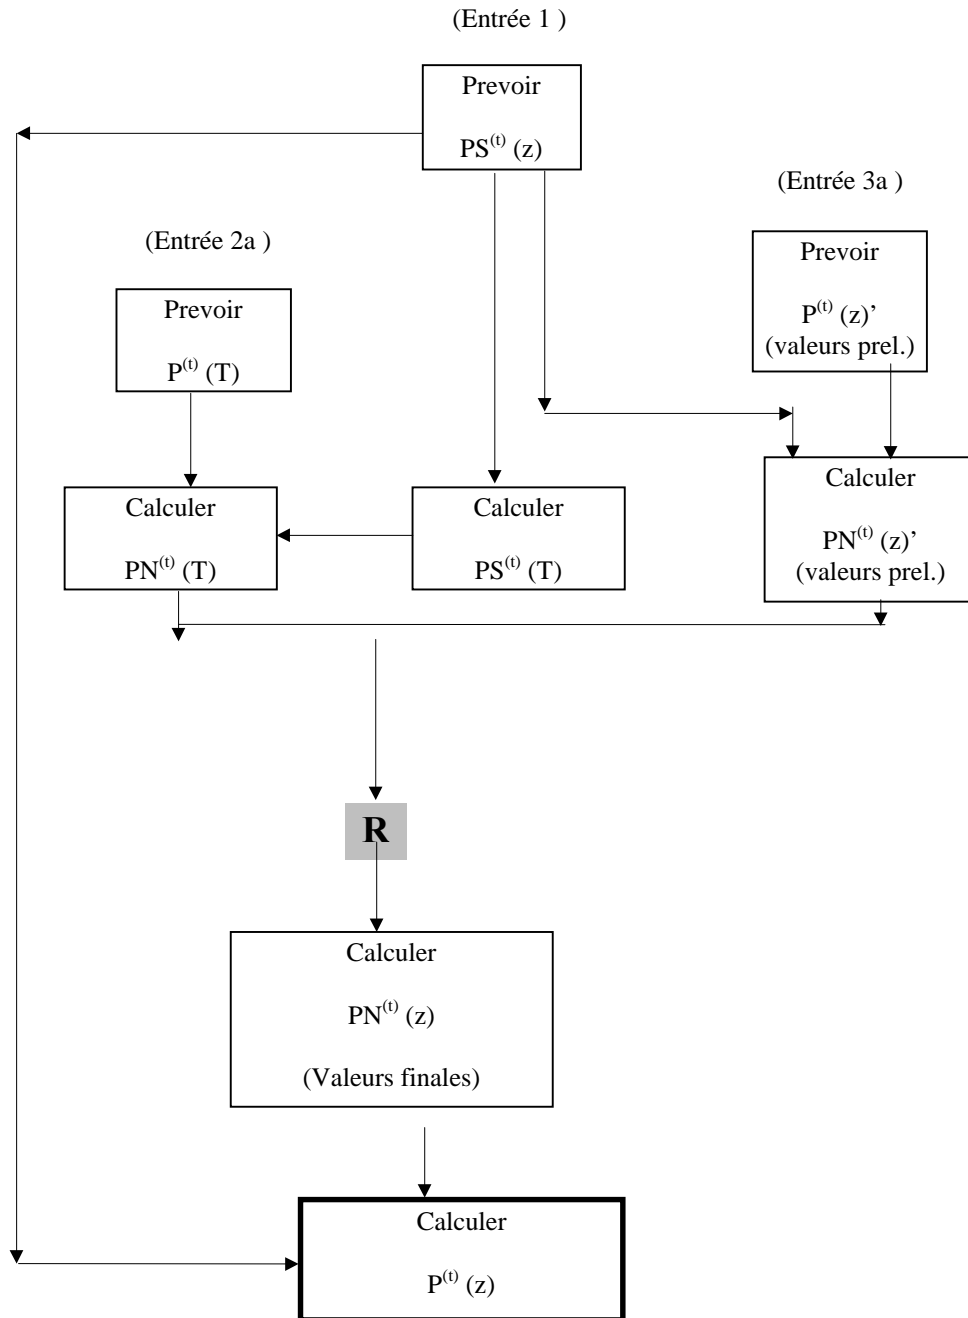 (Entrée 1 )
Prevoir
PS^(t) (z)
(Entrée 3a )
Prevoir
P^(t) (z)’
(valeurs prel.)
(Entrée 2a )
Prevoir
P^(t) (T)
Calculer
PN^(t) (T)
Calculer
PS^(t) (T)
Calculer
PN^(t) (z)’
(valeurs prel.)
R
Calculer
PN^(t) (z)
(Valeurs finales)
Calculer
P^(t) (z)